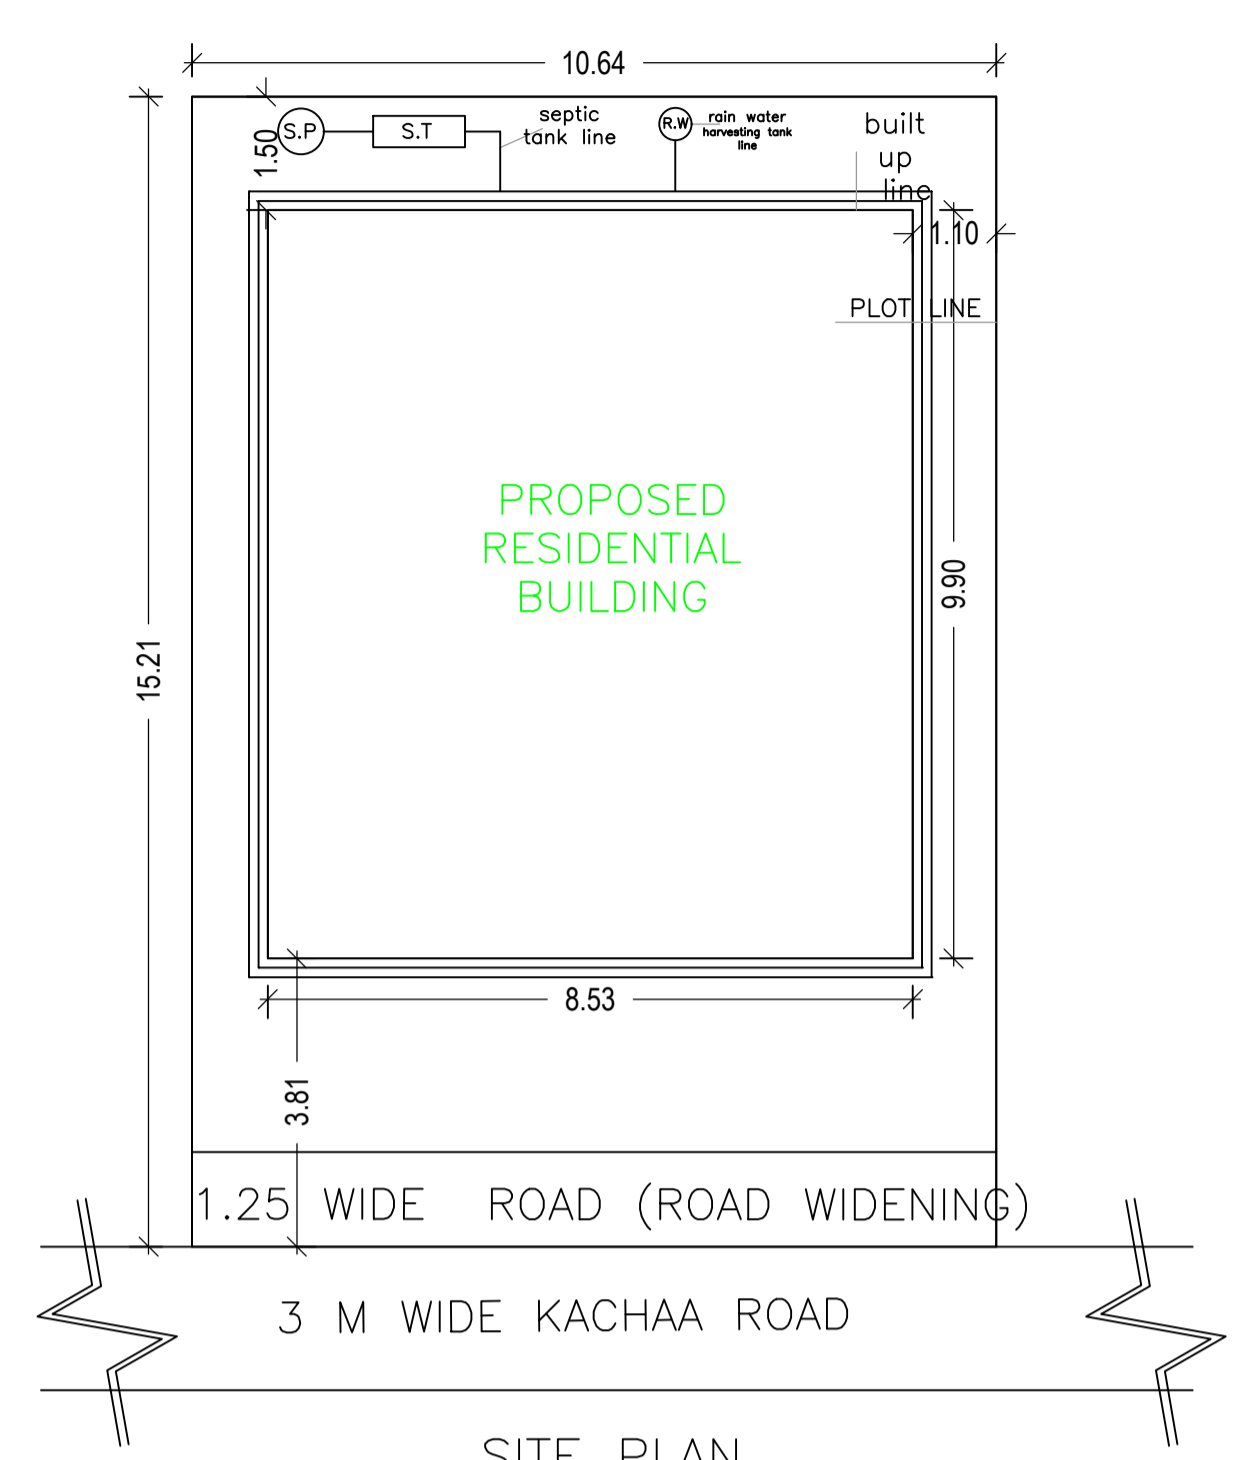 10.64
1.50
S.P
S.T
septic
tank line
R.W
rain water
harvesting tank
line
built
up
line
1.10
PLOT LINE
PROPOSED
RESIDENTIAL
BUILDING
9.90
15.21
8.53
3.81
1.25 WIDE ROAD (ROAD WIDENING)
3 M WIDE KACHAA ROAD
SITE PLAN